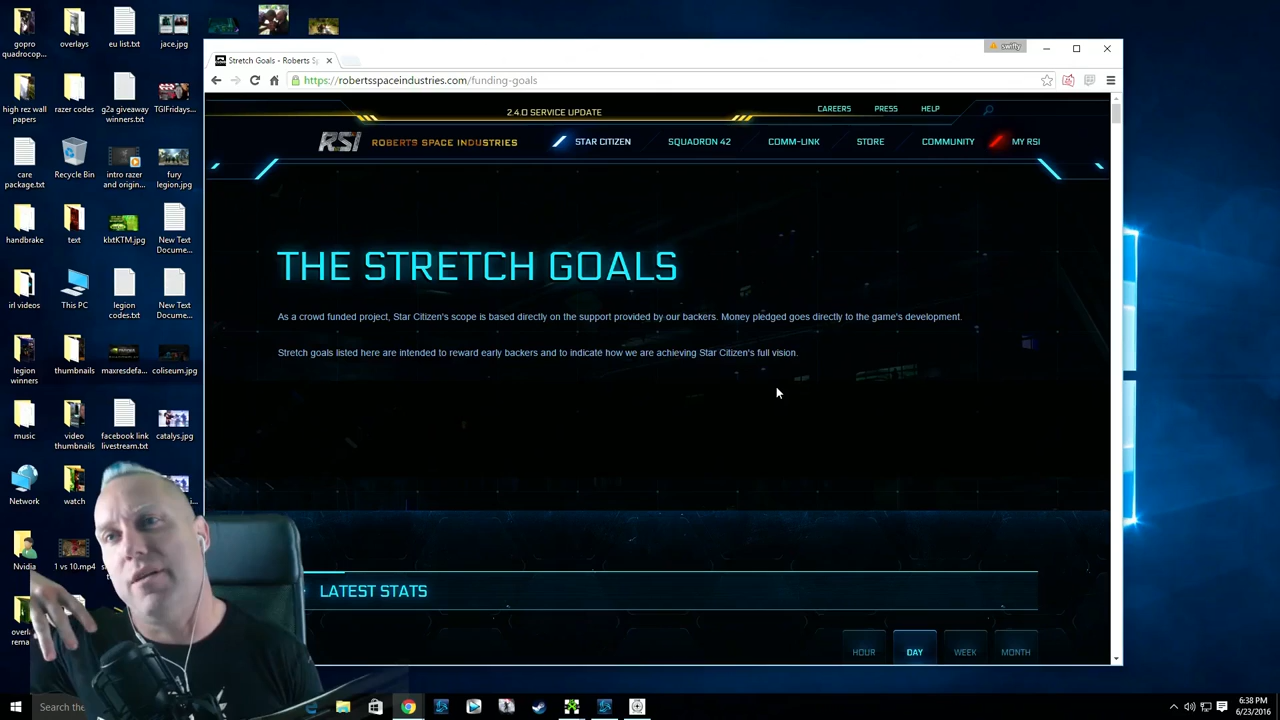 gopro
quadrocop...
overlays
eu list.txt
jace.jpg
high rez wall
papers
razer codes
g2a giveaway
winners.txt
TGIFridays...
care
package.txt
Recycle Bin
intro razer
and origin...
fury
legion.jpg
handbrake
text
klxtKTM.jpg
New Text
Docume...
irl videos
This PC
legion
codes.txt
New Text
Docume...
legion
winners
thumbnails
maxresdefa...
coliseum.jpg
music
video
thumbnails
facebook link
livestream.txt
catalys.jpg
Network
watch
Nvidia
1 vs 10.mp4
overl
rema
swifty
Stretch Goals - Roberts Sp
https://robertsspaceindustries.com/funding-goals
2.4.0 SERVICE UPDATE
CAREERS
PRESS
HELP
RSI
ROBERTS SPACE INDUSTRIES
STAR CITIZEN
SQUADRON 42
COMM-LINK
STORE
COMMUNITY
MY RSI
THE STRETCH GOALS
As a crowd funded project, Star Citizen's scope is based directly on the support provided by our backers. Money pledged goes directly to the game's development.
Stretch goals listed here are intended to reward early backers and to indicate how we are achieving Star Citizen's full vision.
LATEST STATS
HOUR
DAY
WEEK
MONTH
Search the
6:38 PM
6/23/2016